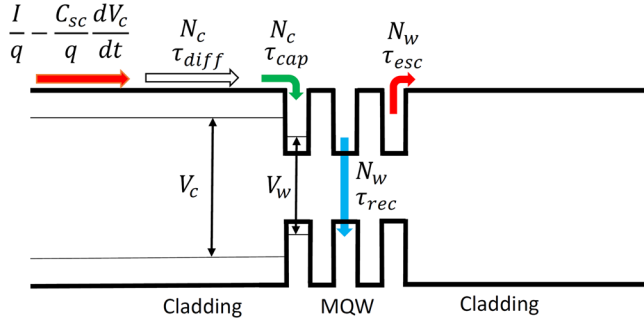 I/q − C_sc/q dV_c/dt
N_c
τ_diff
N_c
τ_cap
N_w
τ_esc
V_c
V_w
N_w
τ_rec
Cladding MQW Cladding